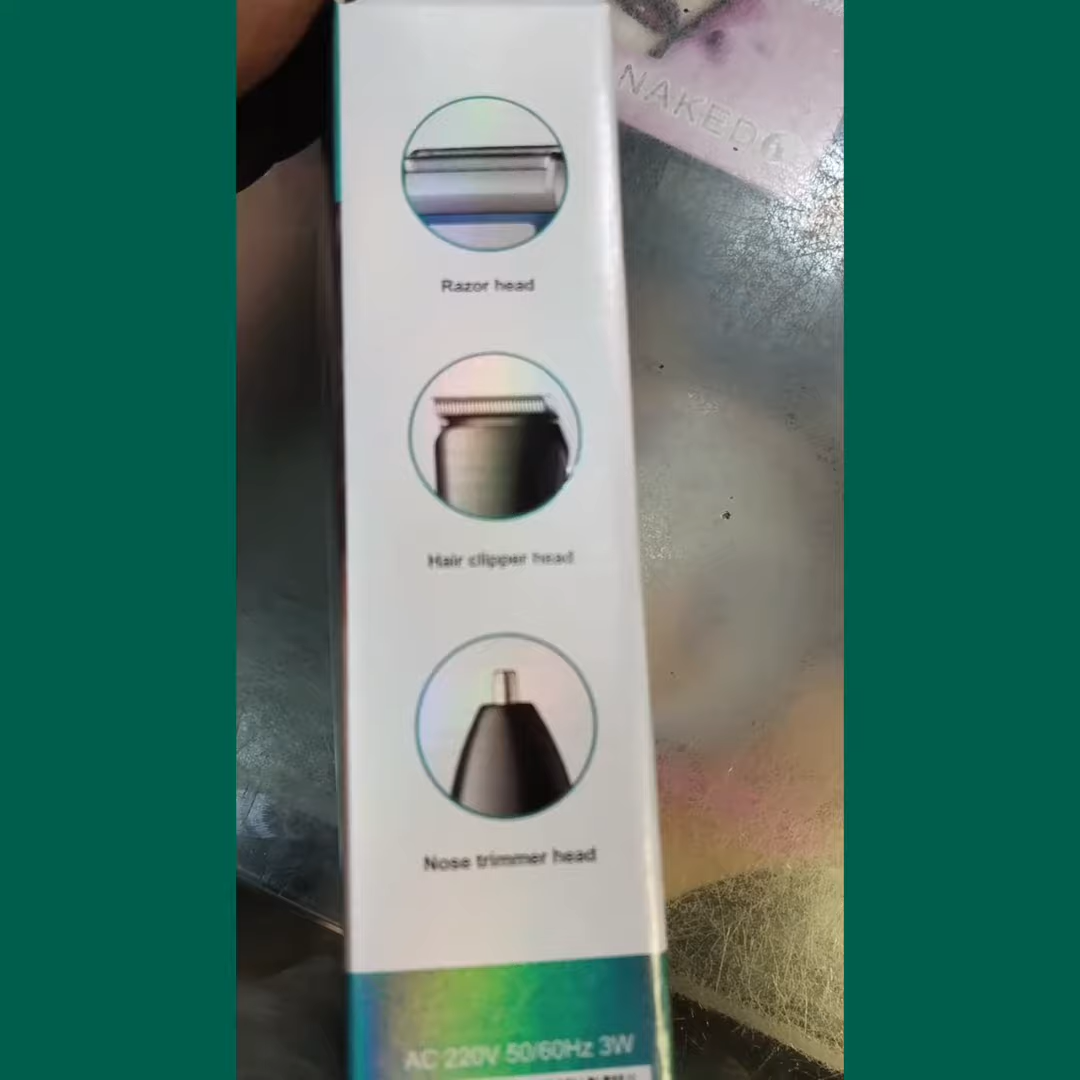 NAKED
Razor head
Hair clipper head
Nose trimmer head
AC 220V 50/60Hz 3W